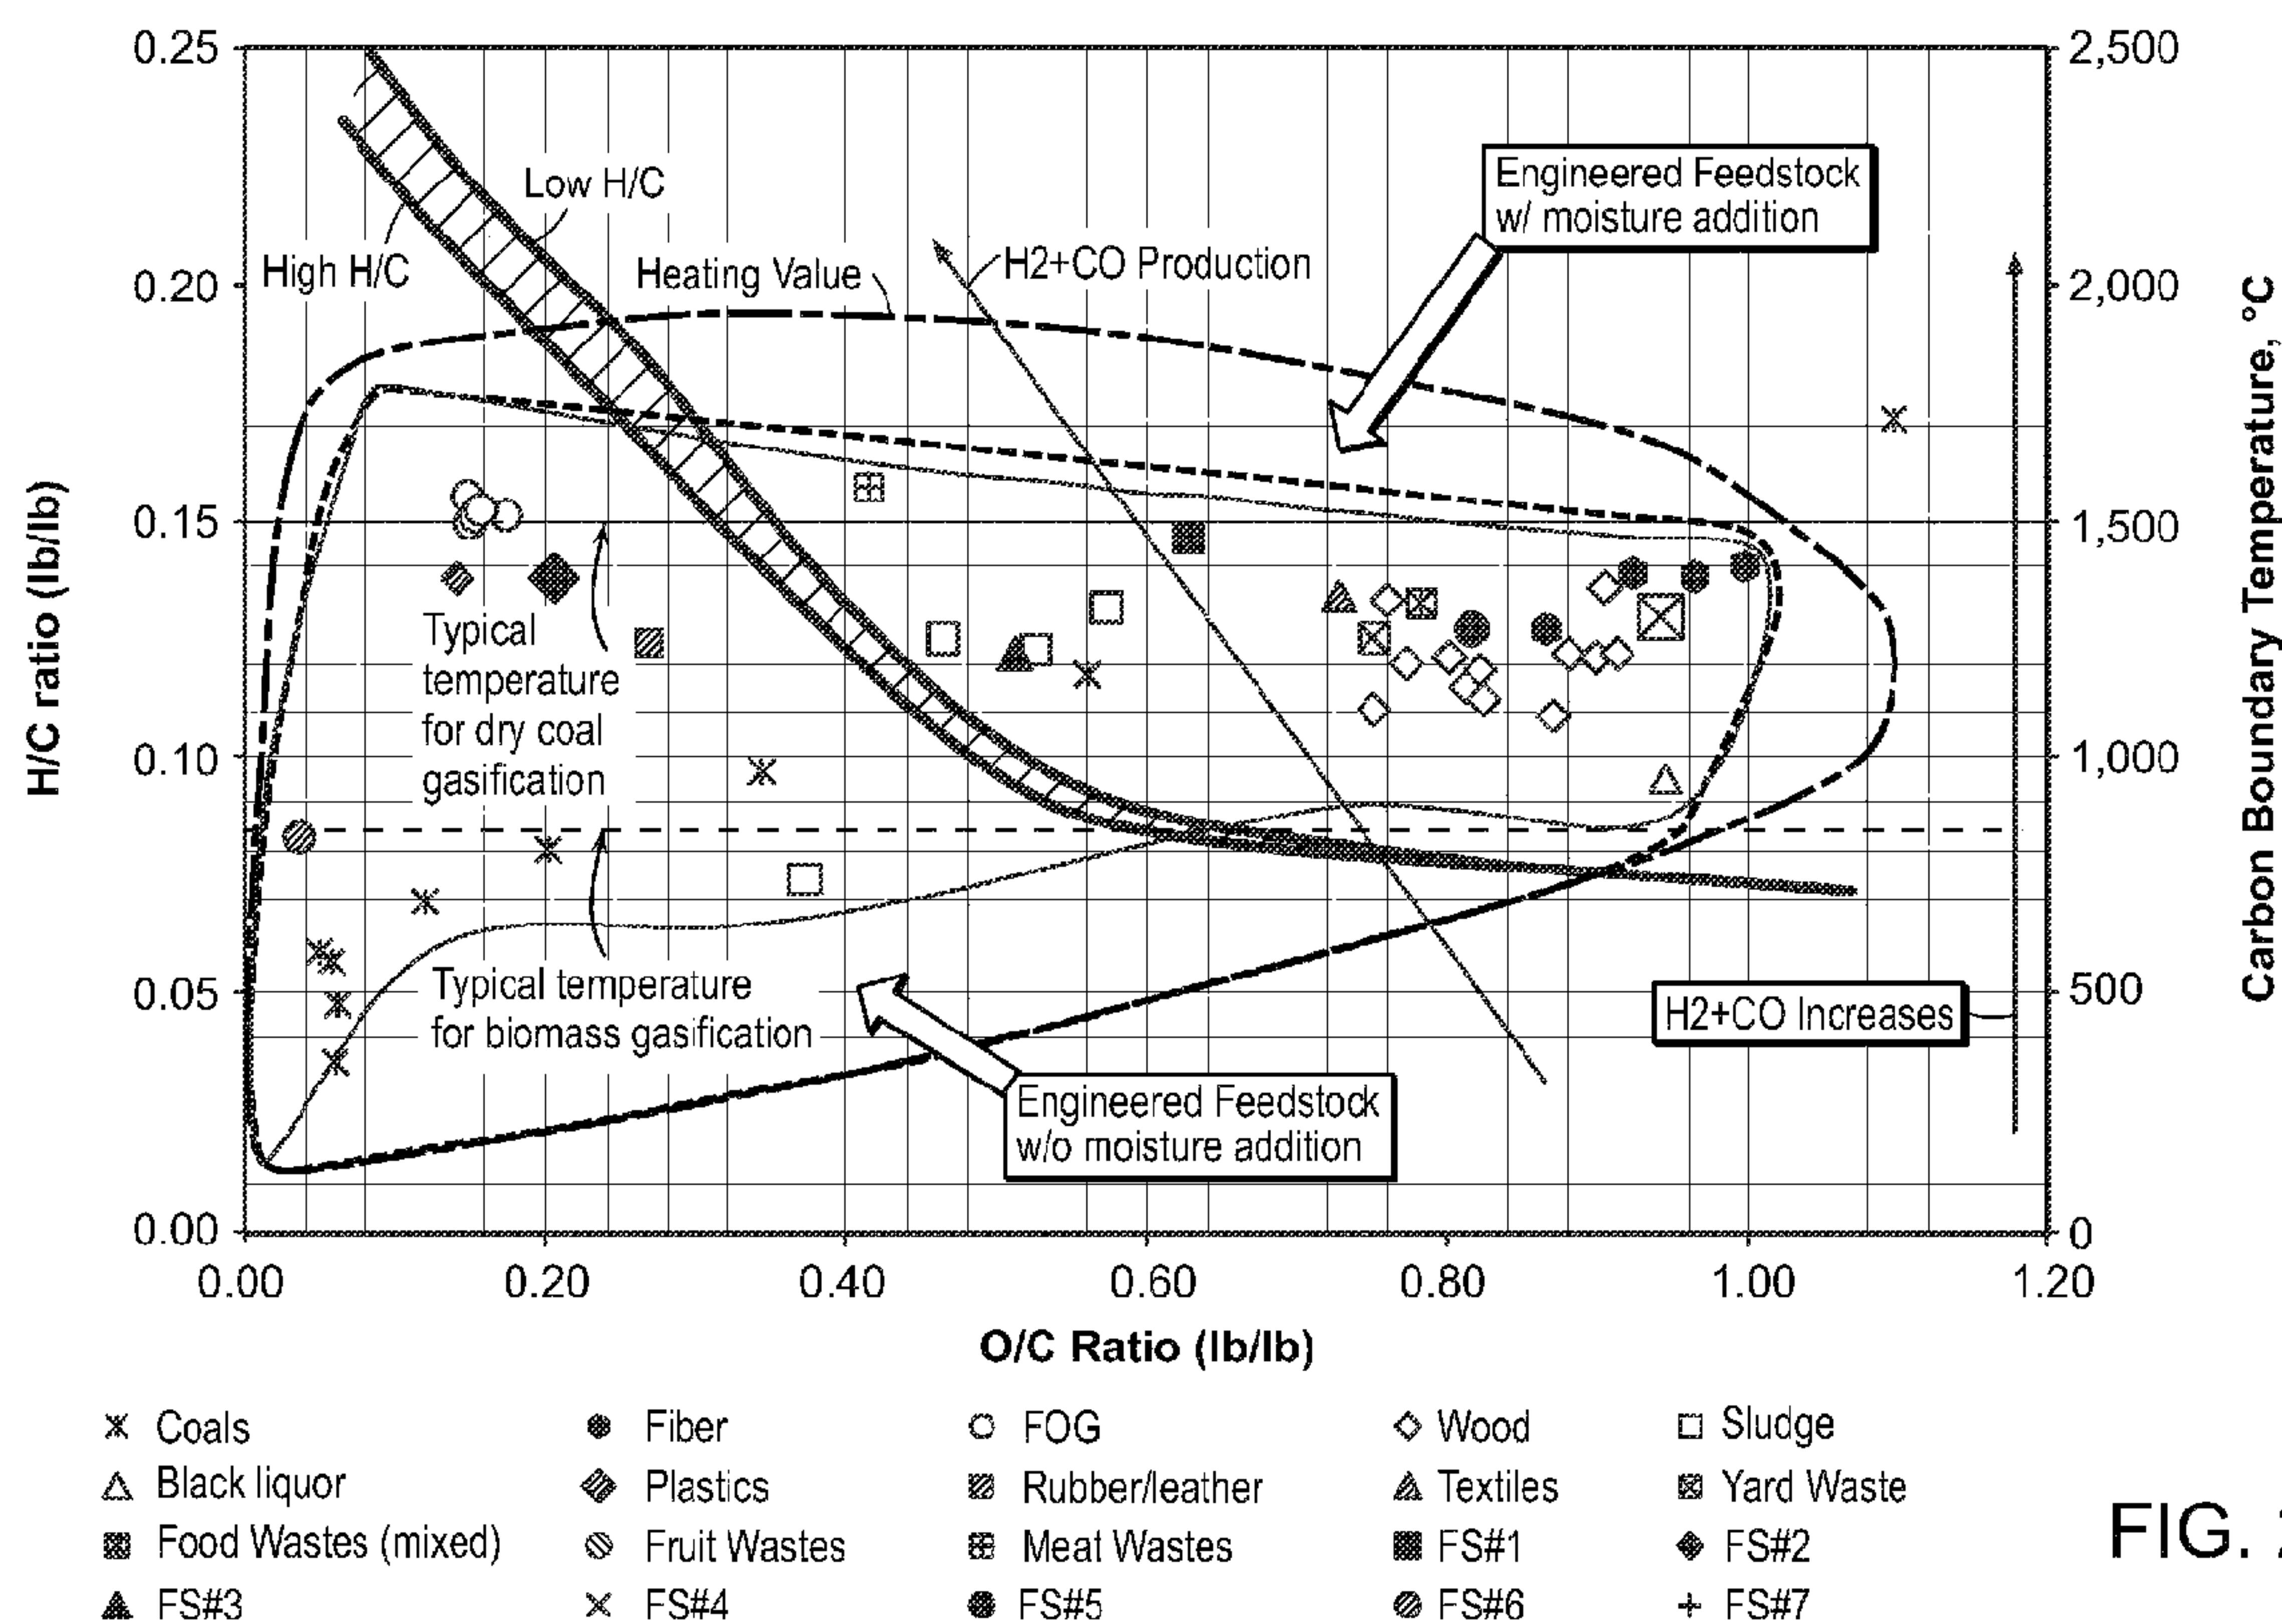 0.25
0.20
0.15
0.10
0.05
0.00
H/C ratio (lb/lb)
2,500
2,000
1,500
1,000
500
0
Carbon Boundary Temperature, °C
Low H/C
High H/C
Heating Value
H2+CO Production
Engineered Feedstock
w/ moisture addition
Typical
temperature
for dry coal
gasification
Typical temperature
for biomass gasification
Engineered Feedstock
w/o moisture addition
H2+CO Increases
0.00 0.20 0.40 0.60 0.80 1.00 1.20
O/C Ratio (lb/lb)
Coals Fiber FOG Wood Sludge
Black liquor Plastics Rubber/leather Textiles Yard Waste
Food Wastes (mixed) Fruit Wastes Meat Wastes FS#1 FS#2
FS#3 FS#4 FS#5 FS#6 FS#7
FIG.